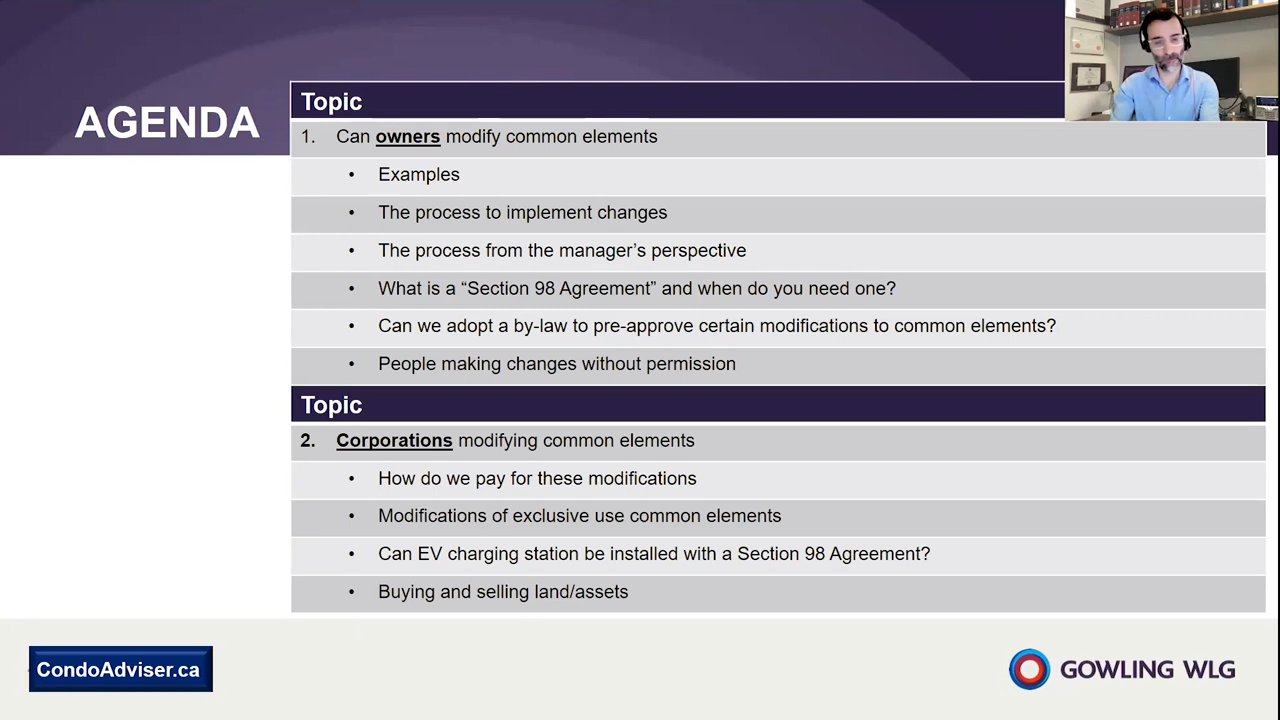 AGENDA
Topic
1. Can owners modify common elements
• Examples
• The process to implement changes
• The process from the manager’s perspective
• What is a “Section 98 Agreement” and when do you need one?
• Can we adopt a by-law to pre-approve certain modifications to common elements?
• People making changes without permission
Topic
2. Corporations modifying common elements
• How do we pay for these modifications
• Modifications of exclusive use common elements
• Can EV charging station be installed with a Section 98 Agreement?
• Buying and selling land/assets
CondoAdviser.ca
GOWLING WLG